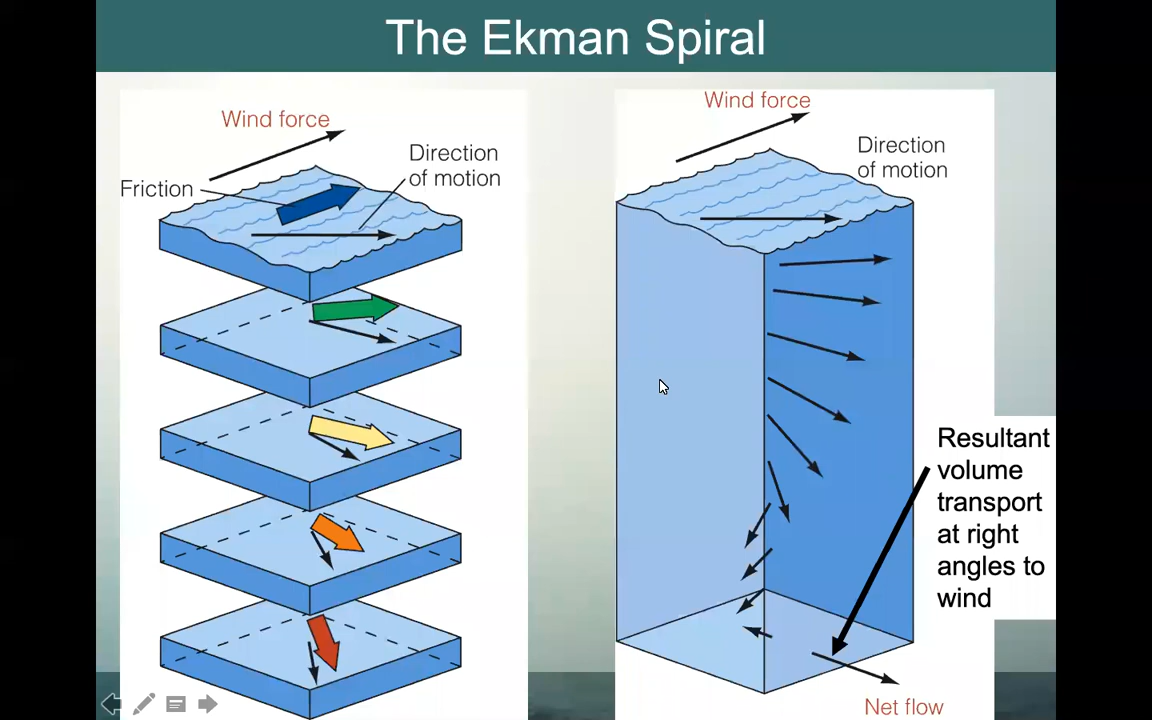 The Ekman Spiral
Wind force
Direction
of motion
Friction
Wind force
Direction
of motion
Resultant
volume
transport
at right
angles to
wind
Net flow